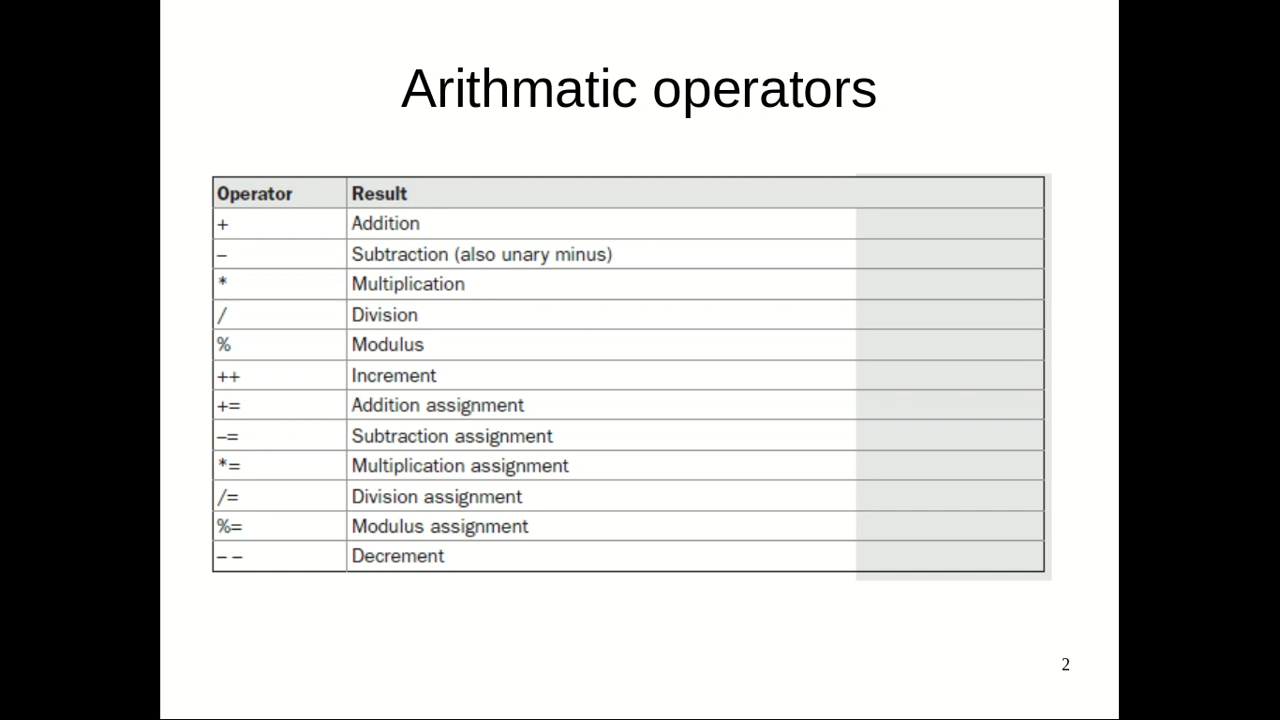 Arithmatic operators
Operator Result
+ Addition
– Subtraction (also unary minus)
* Multiplication
/ Division
% Modulus
++ Increment
+= Addition assignment
–= Subtraction assignment
*= Multiplication assignment
/= Division assignment
%= Modulus assignment
– – Decrement
2